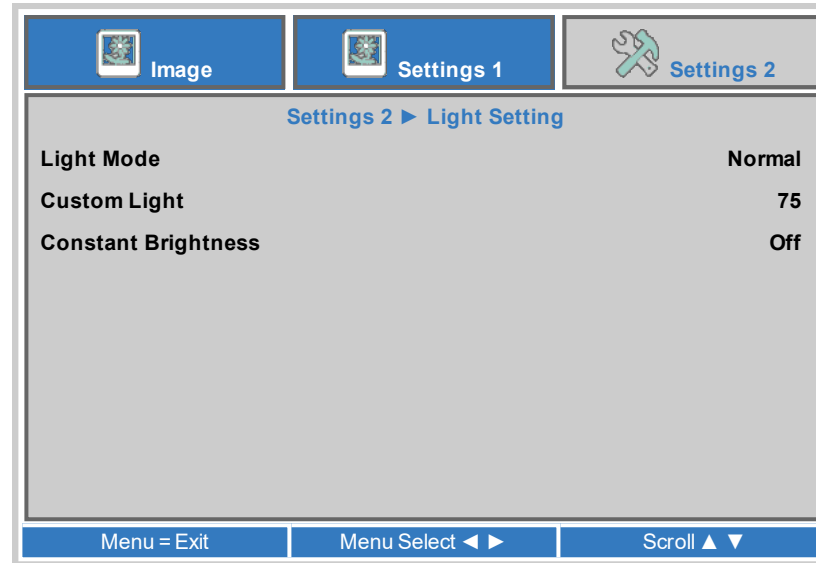 Image Settings 1 Settings 2
Settings 2 ► Light Setting
Light Mode Normal
Custom Light 75
Constant Brightness Off
Menu = Exit Menu Select ◄ ► Scroll ▲ ▼